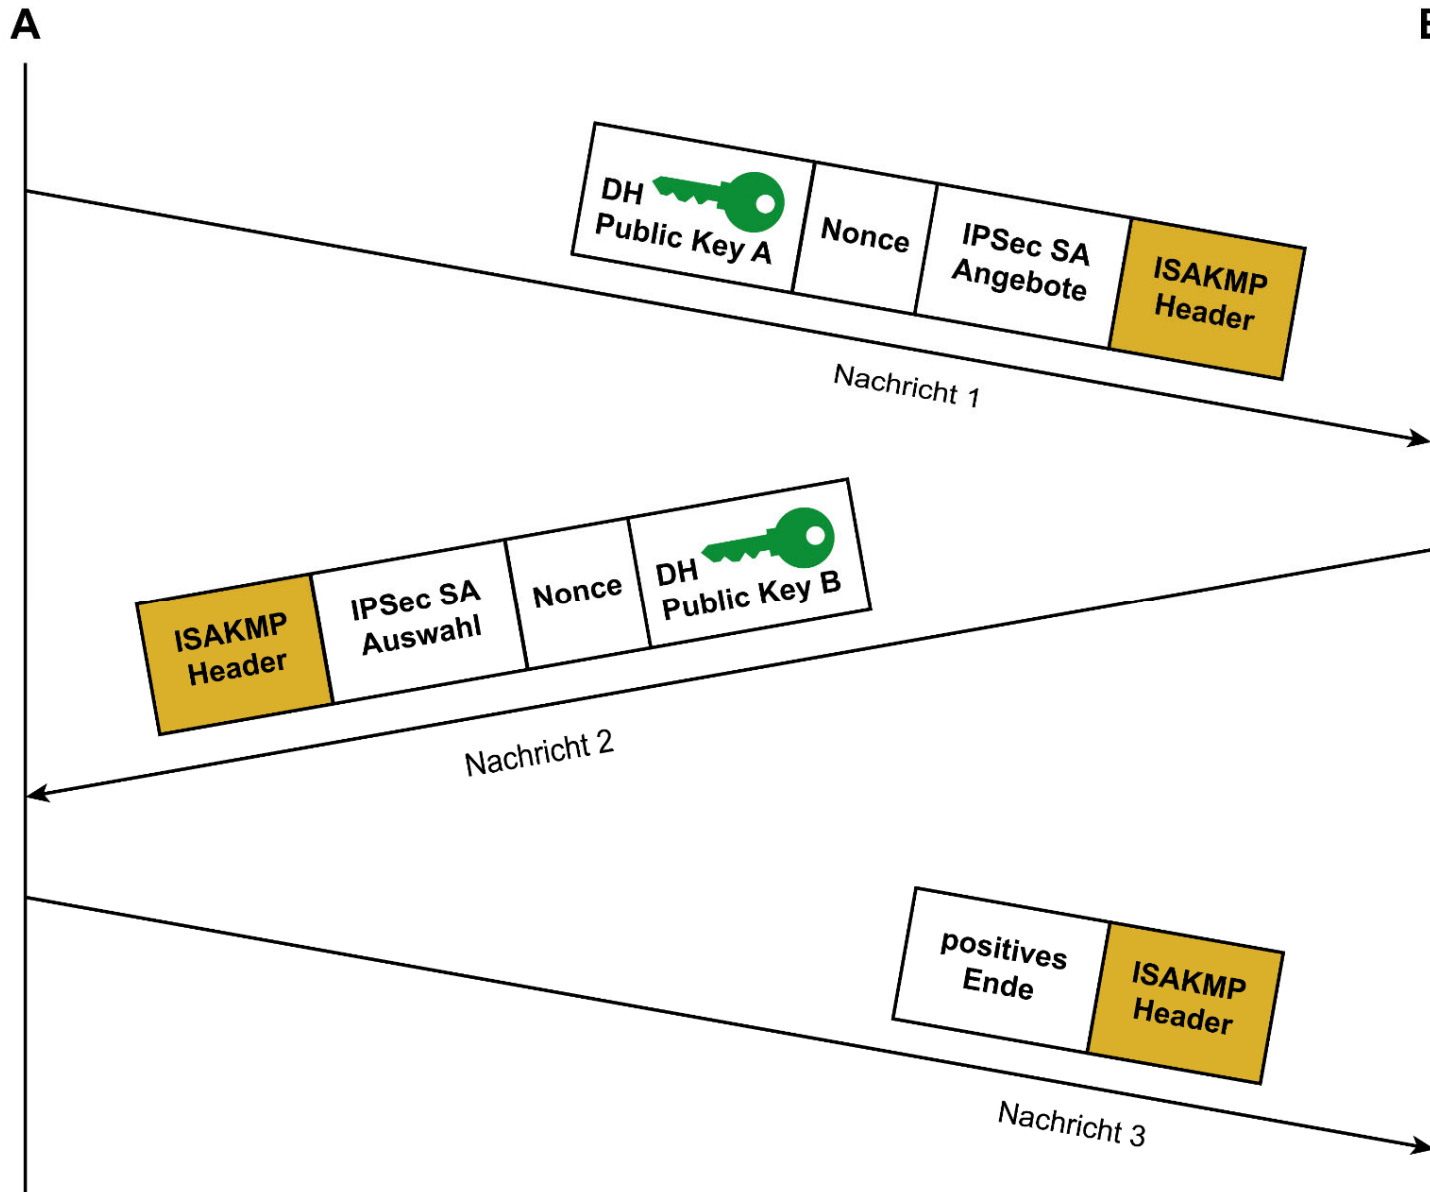 A
DH
Public Key A
Nonce
IPSec SA
Angebote
ISAKMP
Header
Nachricht 1
ISAKMP
Header
IPSec SA
Auswahl
Nonce
DH
Public Key B
Nachricht 2
positives
Ende
ISAKMP
Header
Nachricht 3